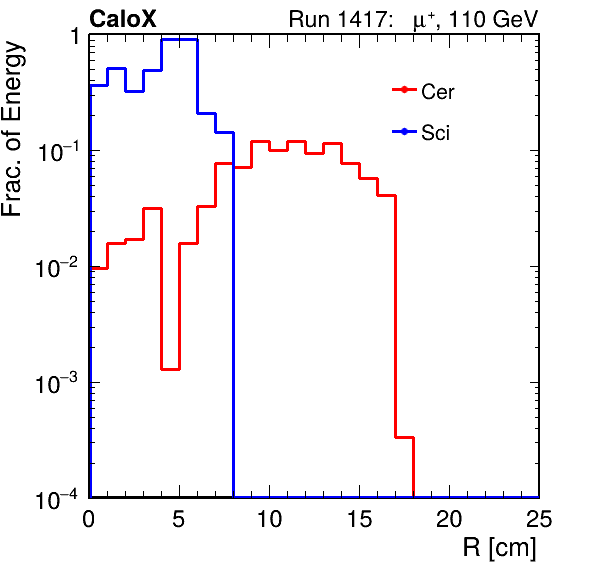 CaloX Run 1417: μ⁺, 110 GeV
Frac. of Energy
Cer
Sci
1
10⁻¹
10⁻²
10⁻³
10⁻⁴
0 5 10 15 20 25
R [cm]